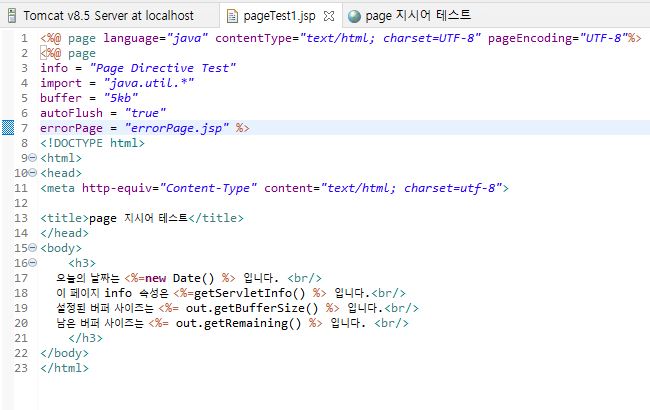 Tomcat v8.5 Server at localhost pageTest1.jsp page 지시어 테스트
1 <%@ page language="java" contentType="text/html; charset=UTF-8" pageEncoding="UTF-8"%>
2 <%@ page
3 info = "Page Directive Test"
4 import = "java.util.*"
5 buffer = "5kb"
6 autoFlush = "true"
7 errorPage = "errorPage.jsp" %>
8 <!DOCTYPE html>
9 <html>
10 <head>
11 <meta http-equiv="Content-Type" content="text/html; charset=utf-8">
12
13 <title>page 지시어 테스트</title>
14 </head>
15 <body>
16 <h3>
17 오늘의 날짜는 <%=new Date() %> 입니다. <br/>
18 이 페이지 info 속성은 <%=getServletInfo() %> 입니다.<br/>
19 설정된 버퍼 사이즈는 <%= out.getBufferSize() %> 입니다.<br/>
20 남은 버퍼 사이즈는 <%= out.getRemaining() %> 입니다. <br/>
21 </h3>
22 </body>
23 </html>